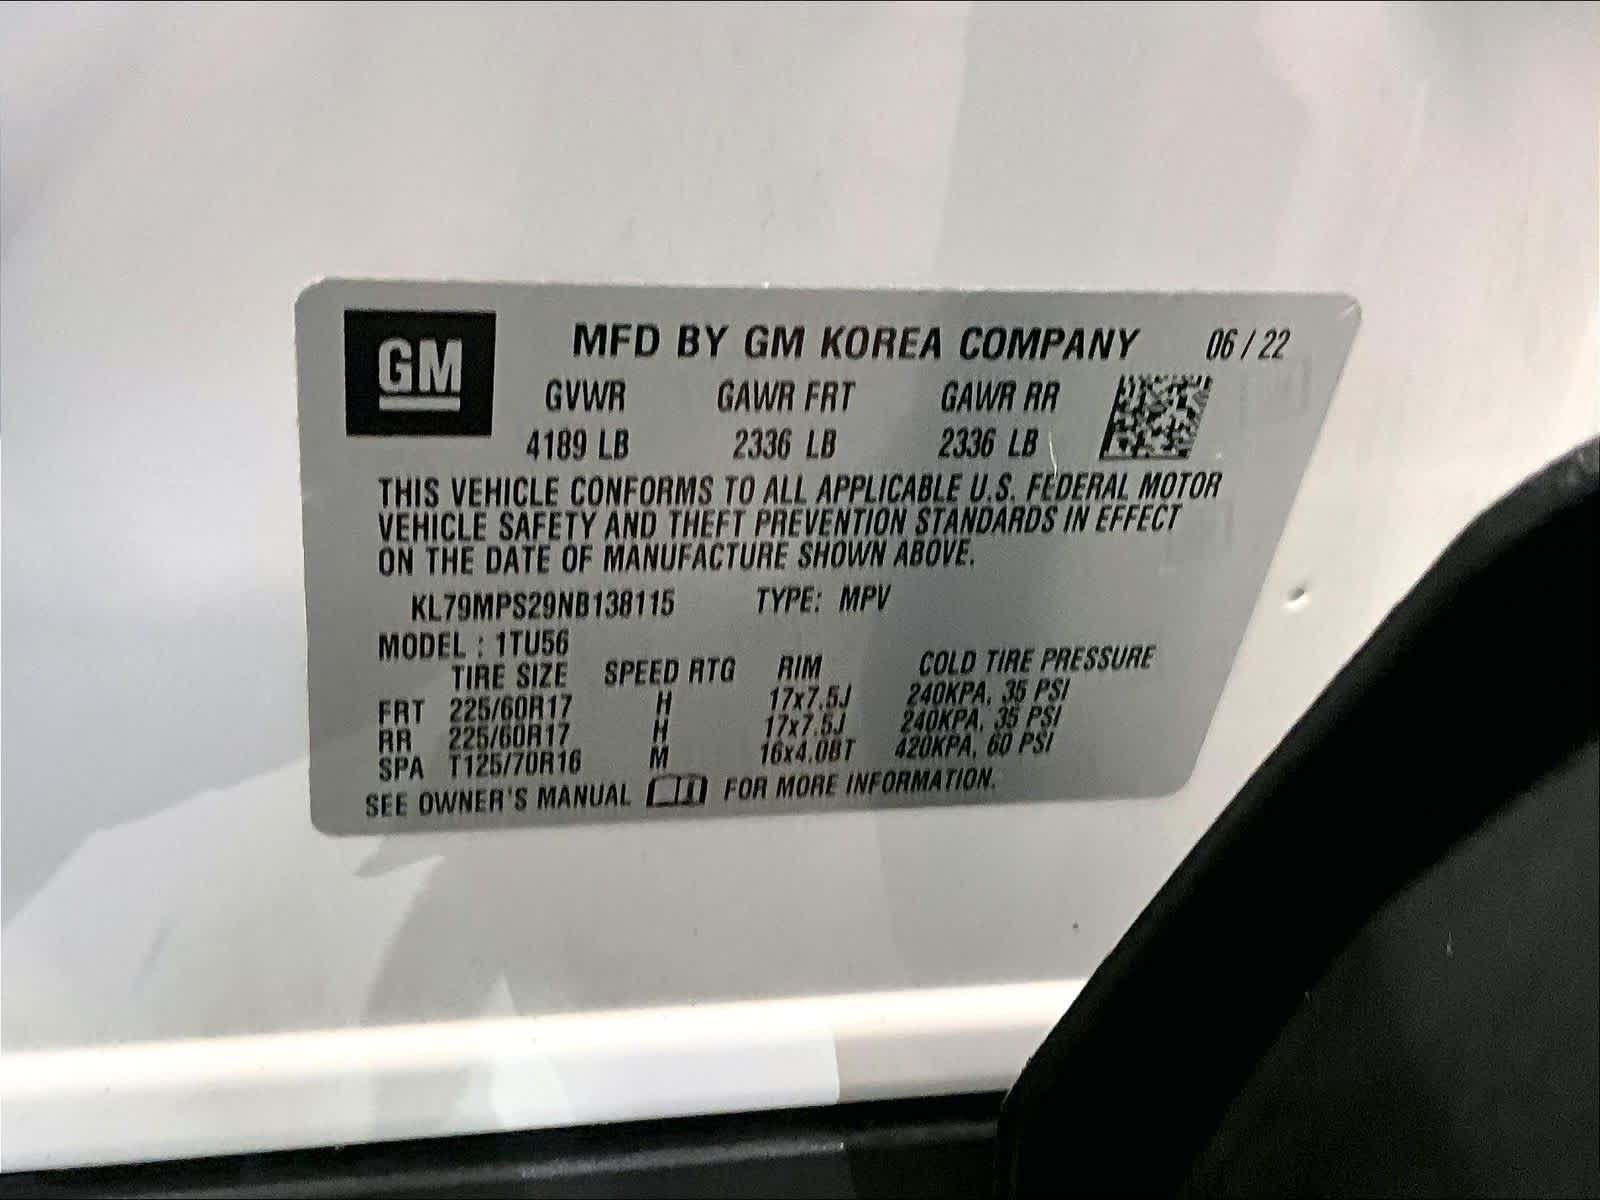 GM
MFD BY GM KOREA COMPANY 06 / 22
GVWR GAWR FRT GAWR RR
4189 LB 2336 LB 2336 LB
THIS VEHICLE CONFORMS TO ALL APPLICABLE U.S. FEDERAL MOTOR
VEHICLE SAFETY AND THEFT PREVENTION STANDARDS IN EFFECT
ON THE DATE OF MANUFACTURE SHOWN ABOVE.
KL79MPS29NB138115 TYPE: MPV
MODEL : 1TU56
TIRE SIZE SPEED RTG RIM COLD TIRE PRESSURE
FRT 225/60R17 H 17x7.5J 240KPA, 35 PSI
RR 225/60R17 H 17x7.5J 240KPA, 35 PSI
SPA T125/70R16 M 16x4.0BT 420KPA, 60 PSI
SEE OWNER'S MANUAL FOR MORE INFORMATION.